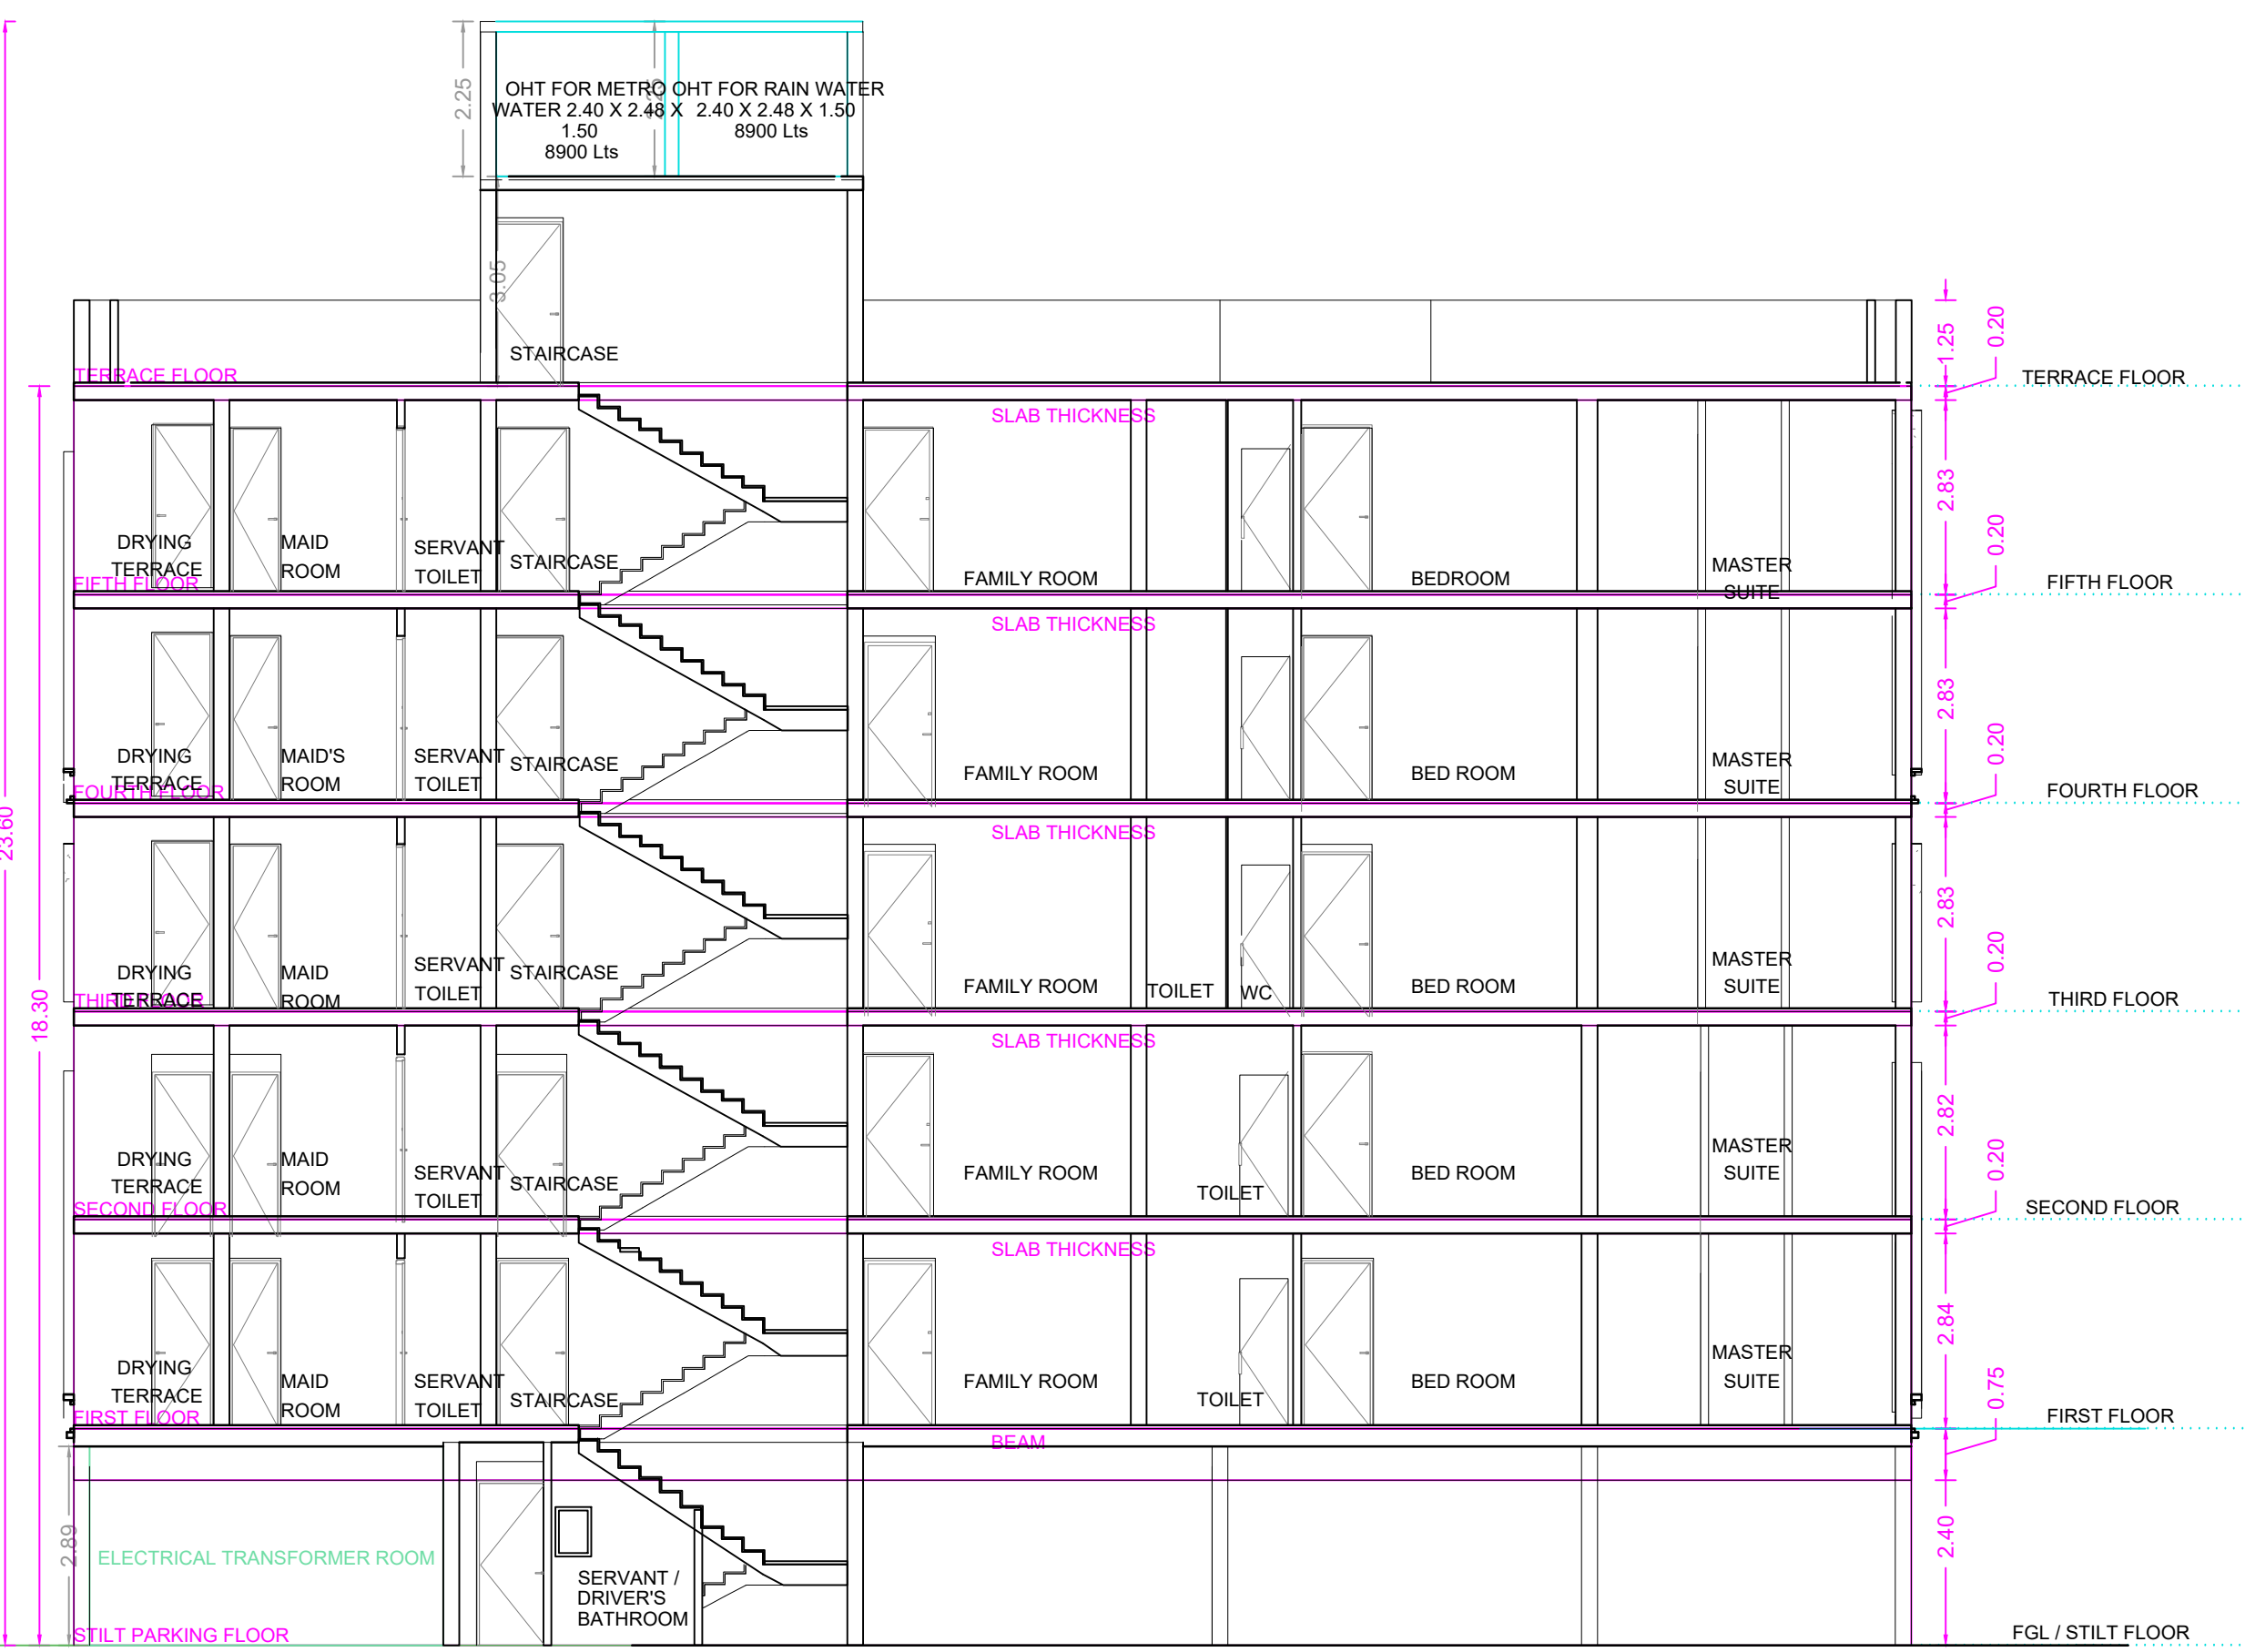 2.25
2.25
OHT FOR METRO
WATER 2.40 X 2.48 X
1.50
8900 Lts
OHT FOR RAIN WATER
2.40 X 2.48 X 1.50
8900 Lts
3.05
STAIRCASE
TERRACE FLOOR
1.25
0.20
TERRACE FLOOR
SLAB THICKNESS
2.83
DRYING
TERRACE
MAID
ROOM
SERVANT
TOILET
STAIRCASE
FAMILY ROOM
BEDROOM
MASTER
SUITE
0.20
FIFTH FLOOR
FIFTH FLOOR
SLAB THICKNESS
2.83
DRYING
TERRACE
MAID'S
ROOM
SERVANT
TOILET
STAIRCASE
FAMILY ROOM
BED ROOM
MASTER
SUITE
0.20
FOURTH FLOOR
FOURTH FLOOR
23.60
SLAB THICKNESS
2.83
DRYING
TERRACE
MAID
ROOM
SERVANT
TOILET
STAIRCASE
FAMILY ROOM
TOILET
WC
BED ROOM
MASTER
SUITE
0.20
THIRD FLOOR
THIRD FLOOR
18.30
SLAB THICKNESS
2.82
DRYING
TERRACE
MAID
ROOM
SERVANT
TOILET
STAIRCASE
FAMILY ROOM
TOILET
BED ROOM
MASTER
SUITE
0.20
SECOND FLOOR
SECOND FLOOR
SLAB THICKNESS
2.84
DRYING
TERRACE
MAID
ROOM
SERVANT
TOILET
STAIRCASE
FAMILY ROOM
TOILET
BED ROOM
MASTER
SUITE
0.75
FIRST FLOOR
FIRST FLOOR
BEAM
2.89
ELECTRICAL TRANSFORMER ROOM
SERVANT /
DRIVER'S
BATHROOM
2.40
STILT PARKING FLOOR
FGL / STILT FLOOR